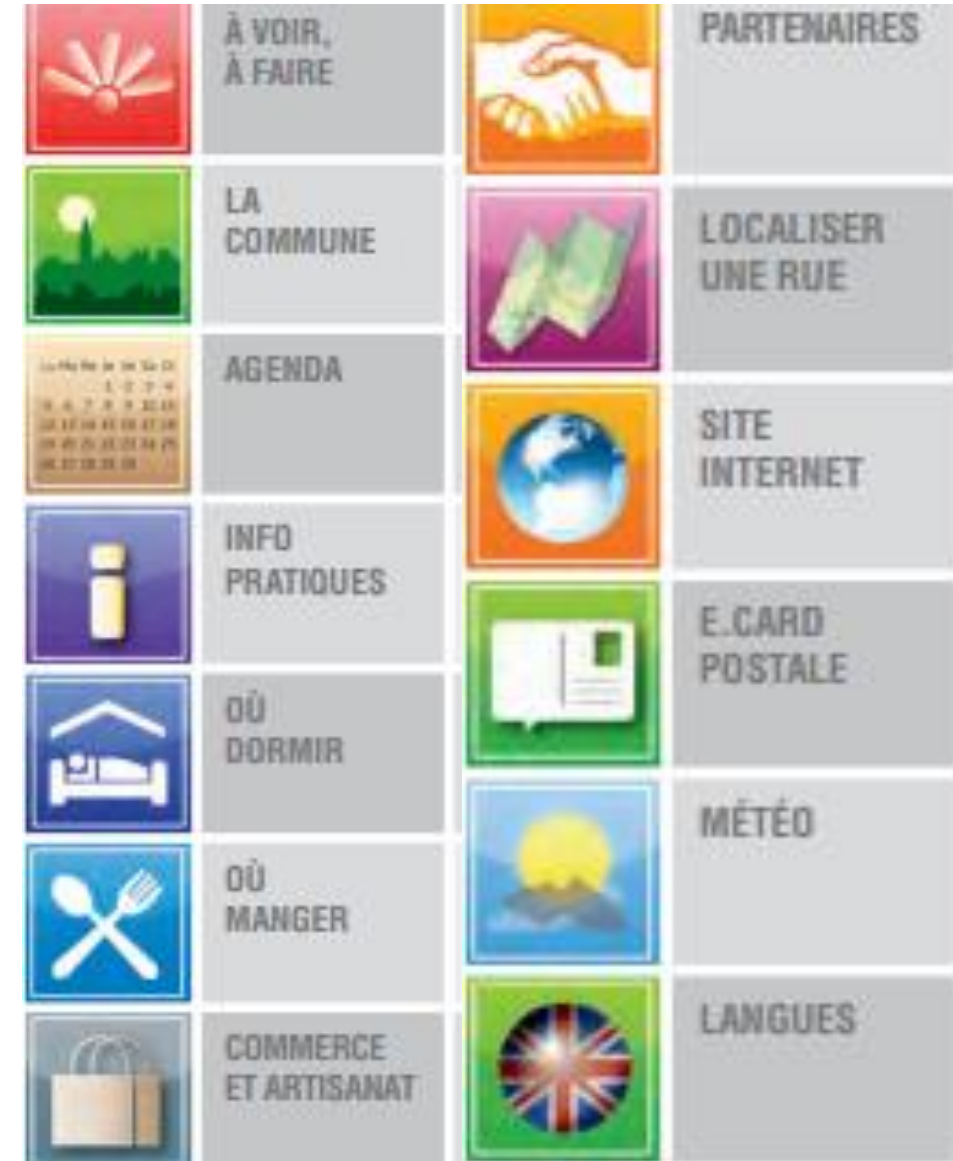 À VOIR,
À FAIRE
LA
COMMUNE
AGENDA
INFO
PRATIQUES
OÙ
DORMIR
OÙ
MANGER
COMMERCE
ET ARTISANAT
PARTENAIRES
LOCALISER
UNE RUE
SITE
INTERNET
E.CARD
POSTALE
MÉTÉO
LANGUES